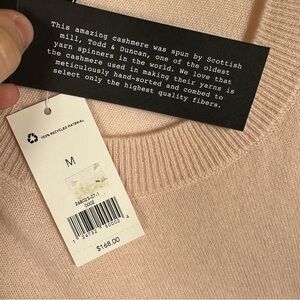 This amazing cashmere was spun by Scottish
mill, Todd & Duncan, one of the oldest
yarn spinners in the world. We love that
the cashmere used in making their yarns is
meticulously hand-sorted and combed to
select only the highest quality fibers.
100% RECYCLED MATERIAL
M
0002
$168.00